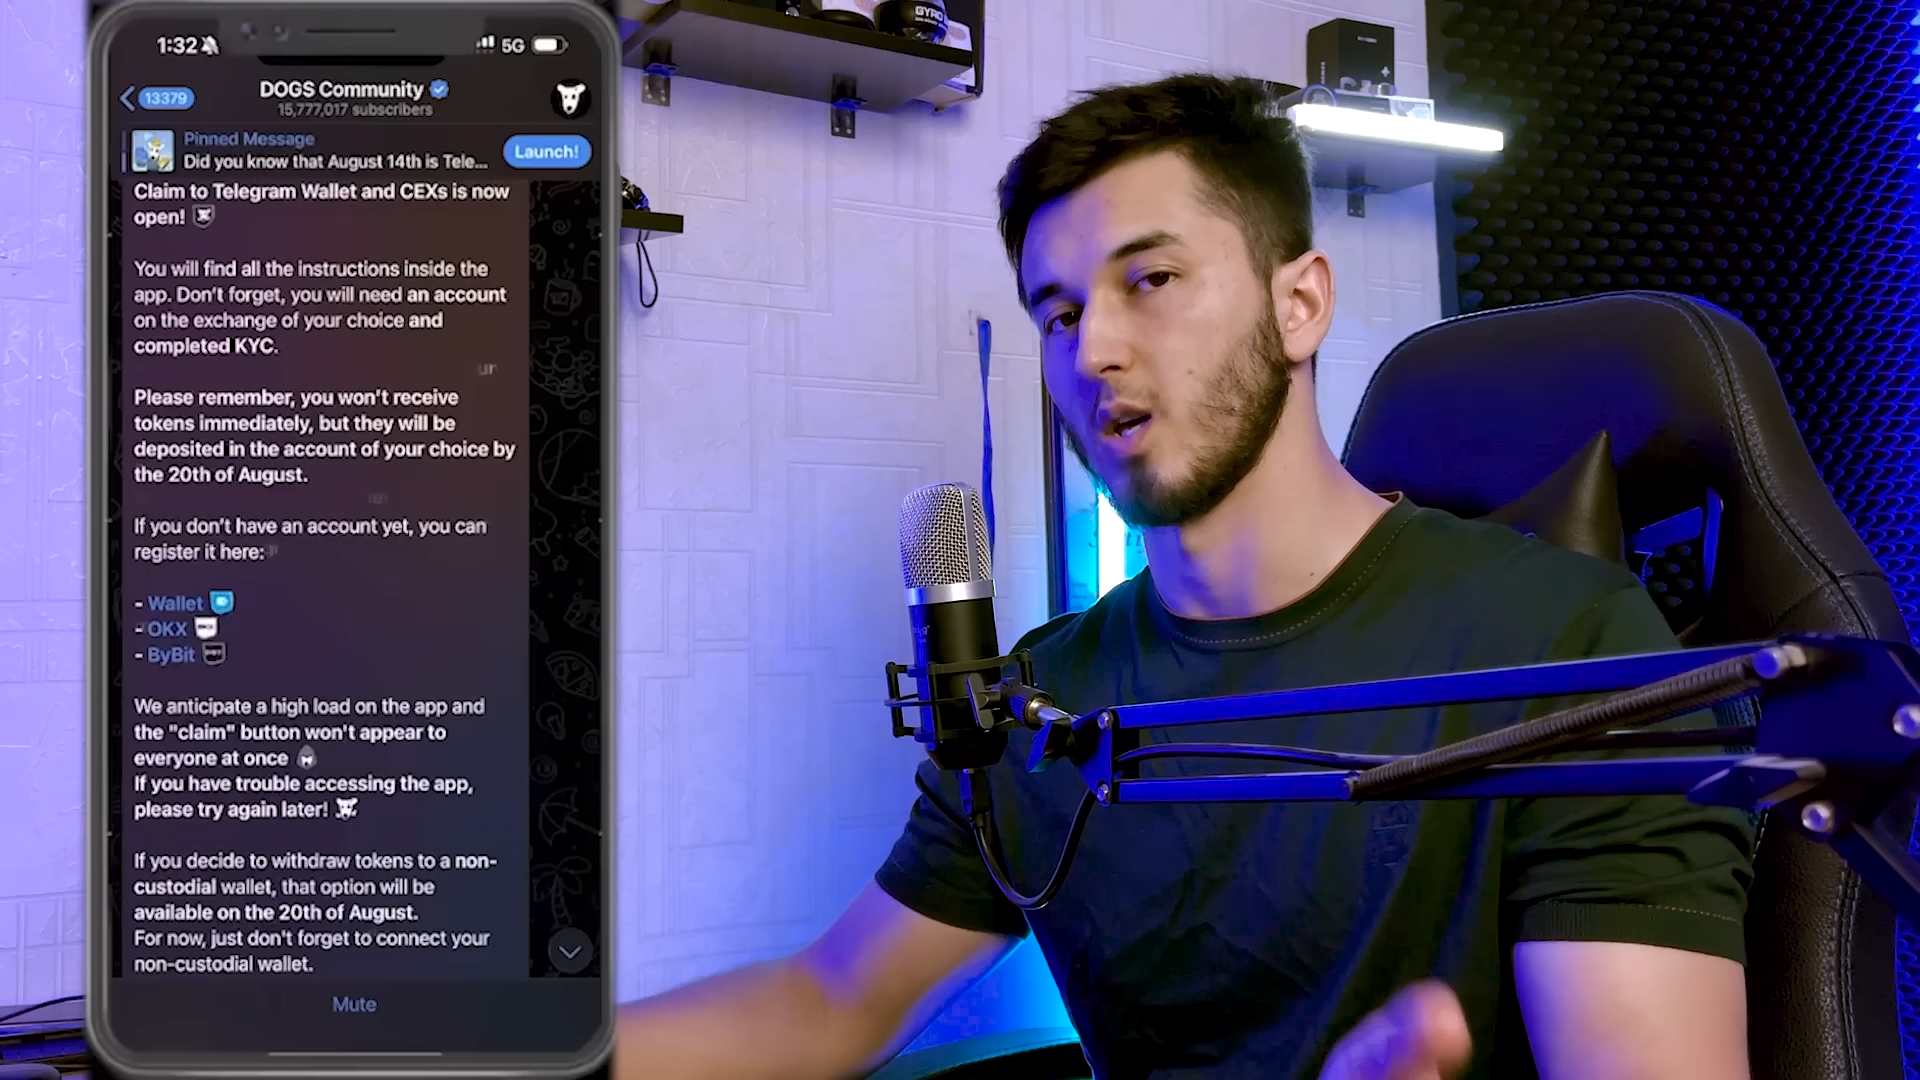 1:32
5G
13379
DOGS Community
15,777,017 subscribers
Pinned Message
Did you know that August 14th is Tele...
Launch!
Claim to Telegram Wallet and CEXs is now
open!
You will find all the instructions inside the
app. Don't forget, you will need an account
on the exchange of your choice and
completed KYC.
Please remember, you won't receive
tokens immediately, but they will be
deposited in the account of your choice by
the 20th of August.
If you don't have an account yet, you can
register it here:
- Wallet
- OKX
- ByBit
We anticipate a high load on the app and
the "claim" button won't appear to
everyone at once
If you have trouble accessing the app,
please try again later!
If you decide to withdraw tokens to a non-
custodial wallet, that option will be
available on the 20th of August.
For now, just don't forget to connect your
non-custodial wallet.
Mute
GYRO